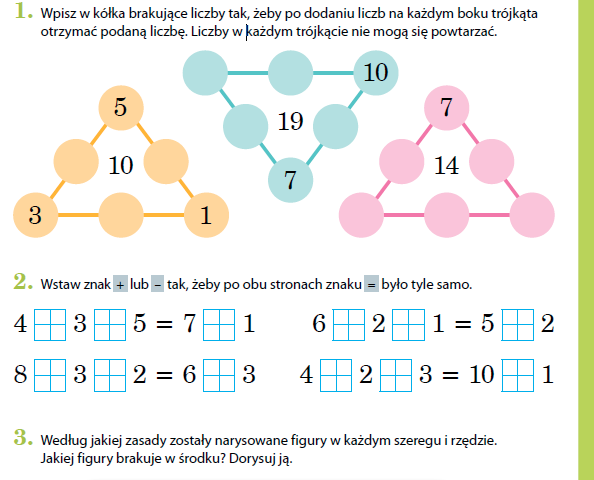 1. Wpisz w kółka brakujące liczby tak, żeby po dodaniu liczb na każdym boku trójkąta
otrzymać podaną liczbę. Liczby w każdym trójkącie nie mogą się powtarzać.
5
10
3
1
10
19
7
7
14
2. Wstaw znak + lub – tak, żeby po obu stronach znaku = było tyle samo.
4 3 5 = 7 1
6 2 1 = 5 2
8 3 2 = 6 3
4 2 3 = 10 1
3. Według jakiej zasady zostały narysowane figury w każdym szeregu i rzędzie.
Jakiej figury brakuje w środku? Dorysuj ją.